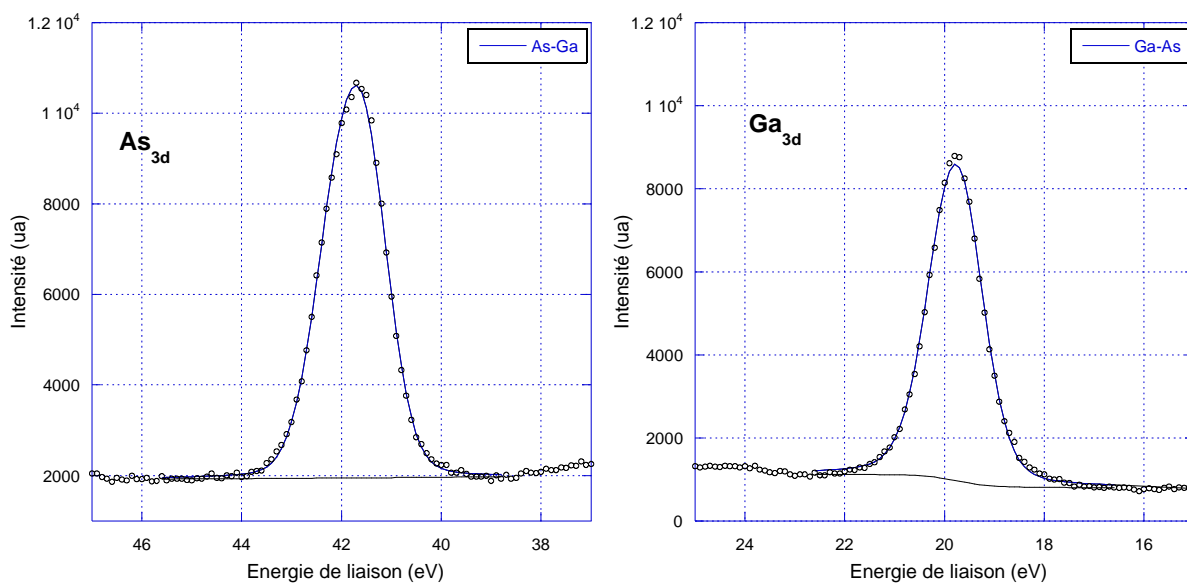 1.2 10⁴
As-Ga
1 10⁴
As3d
8000
6000
4000
2000
Intensité (ua)
46
44
42
40
38
Energie de liaison (eV)
1.2 10⁴
Ga-As
1 10⁴
Ga3d
8000
6000
4000
2000
0
Intensité (ua)
24
22
20
18
16
Energie de liaison (eV)